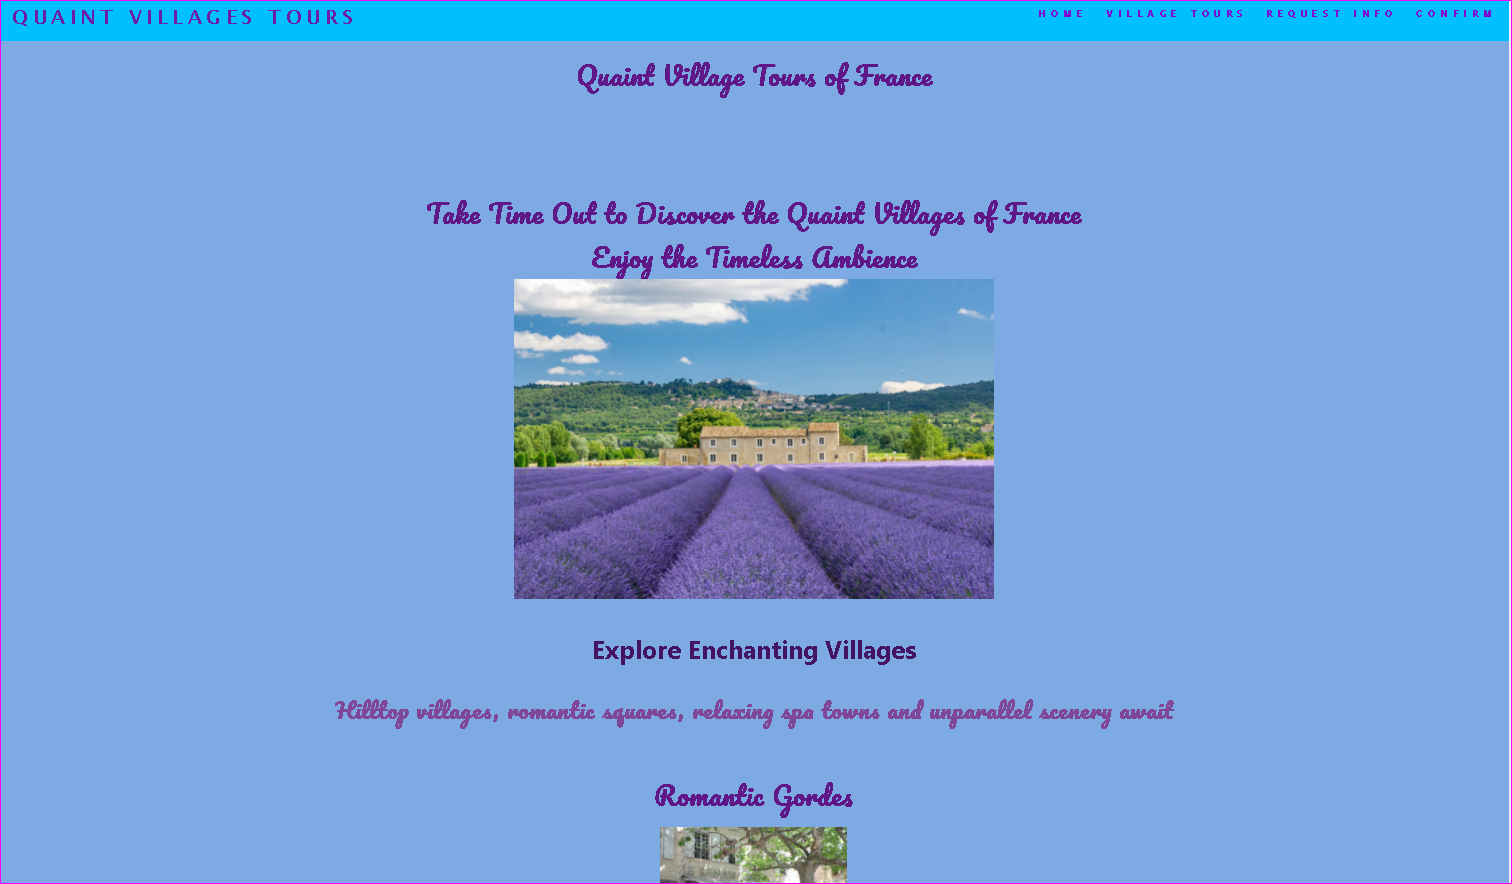 QUAINT VILLAGES TOURS
HOME VILLAGE TOURS REQUEST INFO CONFIRM
Quaint Village Tours of France
Take Time Out to Discover the Quaint Villages of France
Enjoy the Timeless Ambience
Explore Enchanting Villages
Hilltop villages, romantic squares, relaxing spa towns and unparallel scenery await
Romantic Gordes